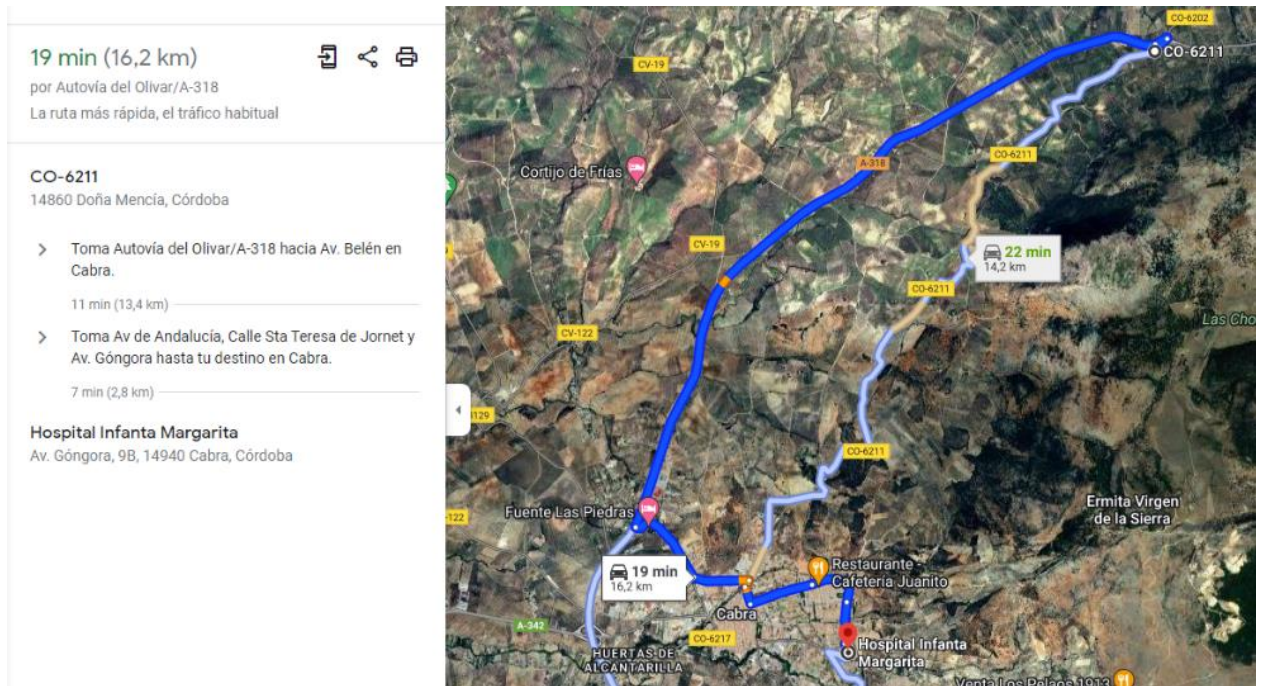 19 min (16,2 km)
por Autovía del Olivar/A-318
La ruta más rápida, el tráfico habitual
CO-6211
14860 Doña Mencía, Córdoba
Toma Autovía del Olivar/A-318 hacia Av. Belén en
Cabra.
11 min (13,4 km)
Toma Av de Andalucía, Calle Sta Teresa de Jornet y
Av. Góngora hasta tu destino en Cabra.
7 min (2,8 km)
Hospital Infanta Margarita
Av. Góngora, 9B, 14940 Cabra, Córdoba
CO-6202
CO-6211
CV-19
CO-6211
A-318
Cortijo de Frías
CV-19
22 min
14,2 km
CO-6211
Las Cho
CV-122
129
CO-6211
Ermita Virgen
de la Sierra
Fuente Las Piedras
-122
19 min
16,2 km
Restaurante
Cafetería Juanito
Cabra
A-342
CO-6217
Hospital Infanta
Margarita
HUERTAS DE
ALCANTARILLA
Venta Los Pelaos 1913